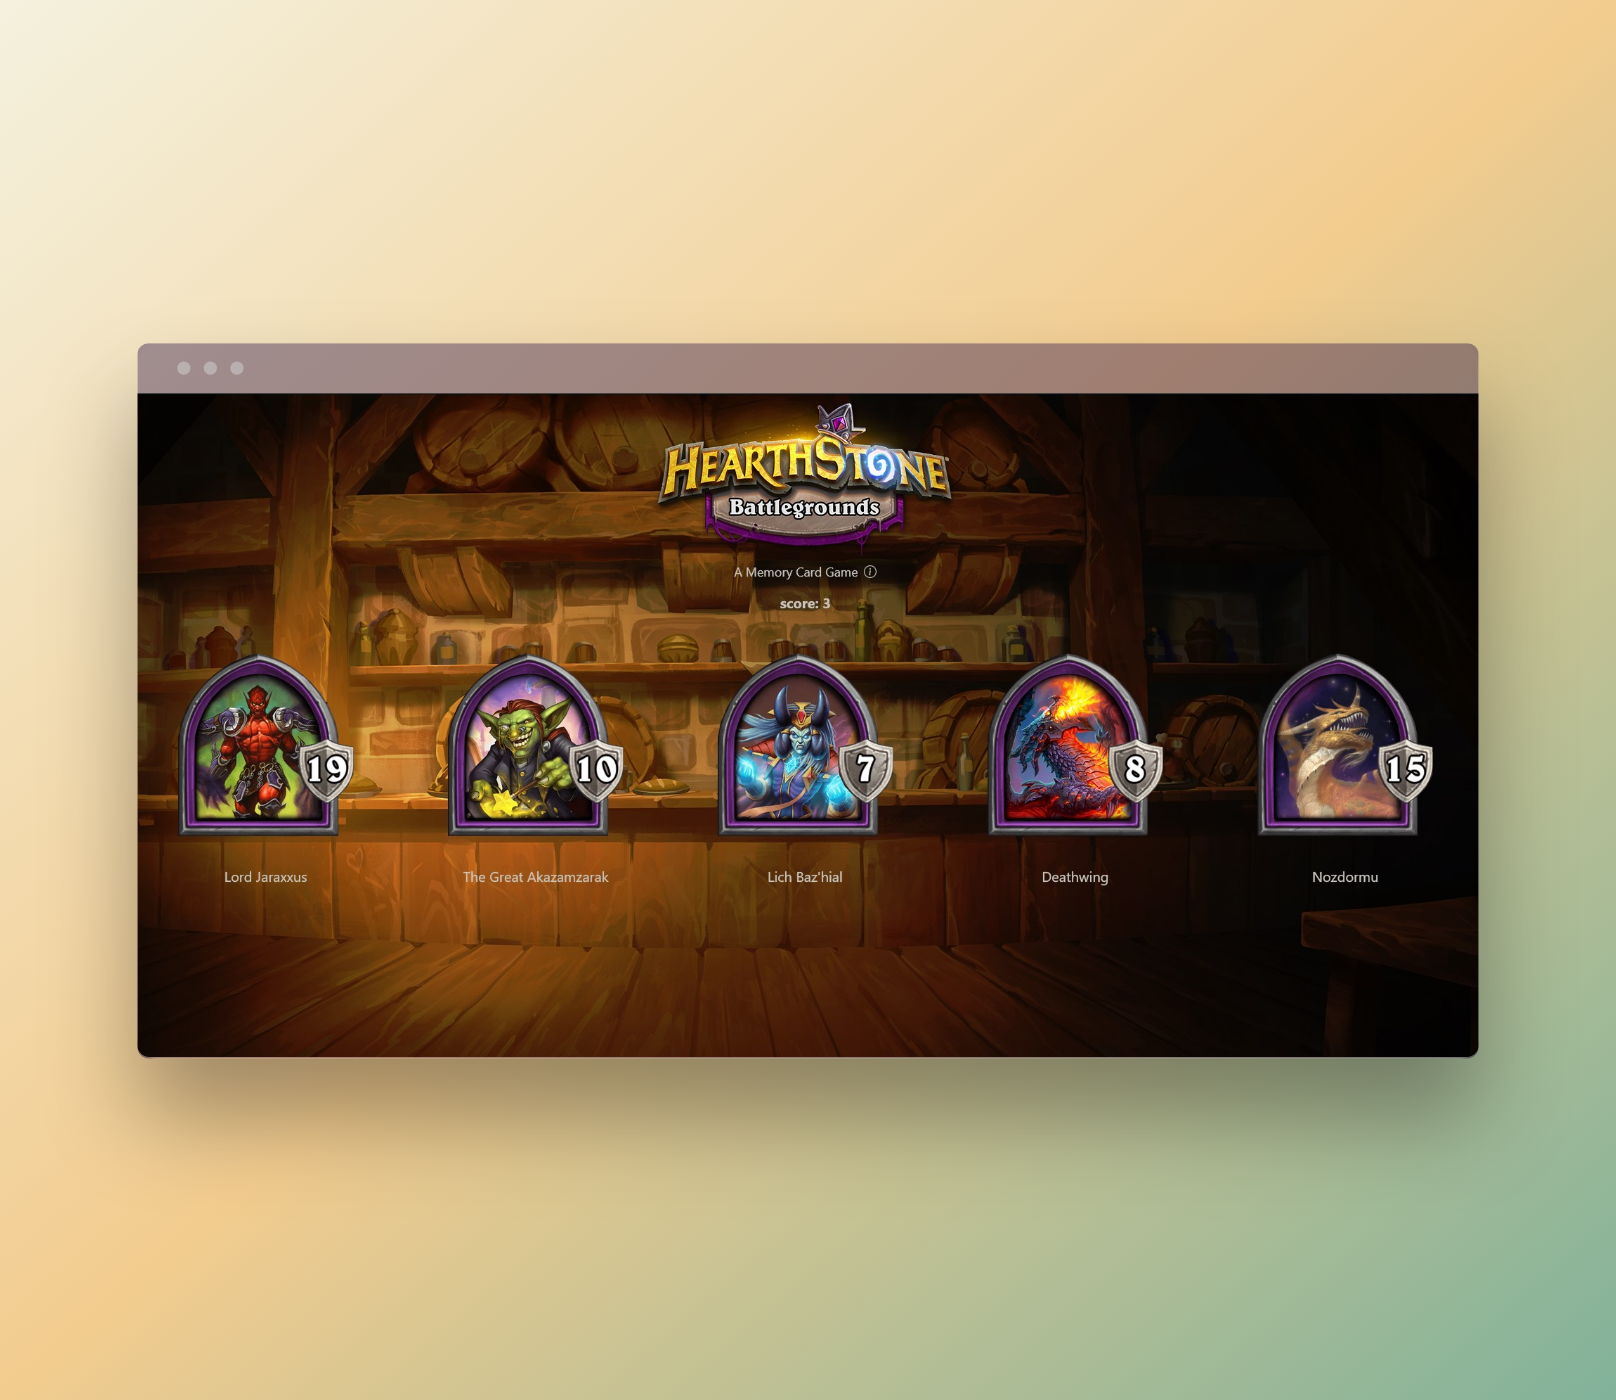 HEARTHSTONE
Battlegrounds
A Memory Card Game
score: 3
19
10
7
8
15
Lord Jaraxxus
The Great Akazamzarak
Lich Baz'hial
Deathwing
Nozdormu